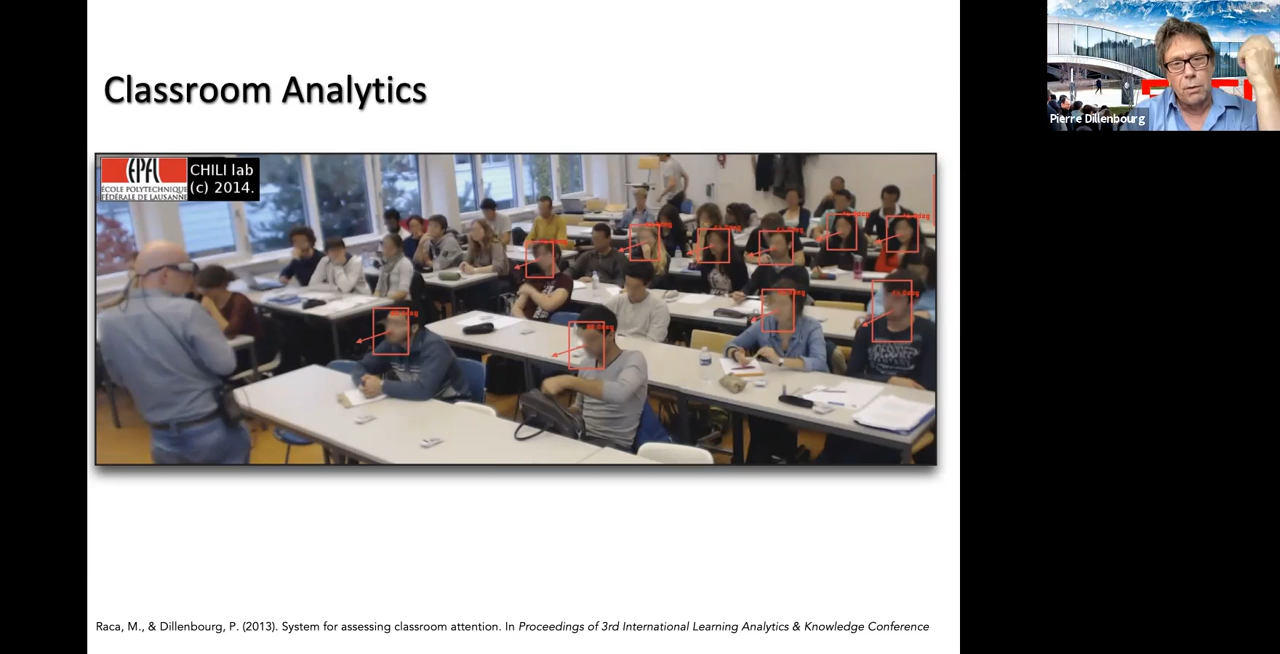 Classroom Analytics
EPFL
ÉCOLE POLYTECHNIQUE
FÉDÉRALE DE LAUSANNE
CHILI lab
(c) 2014.
Pierre Dillenbourg
Raca, M., & Dillenbourg, P. (2013). System for assessing classroom attention. In Proceedings of 3rd International Learning Analytics & Knowledge Conference